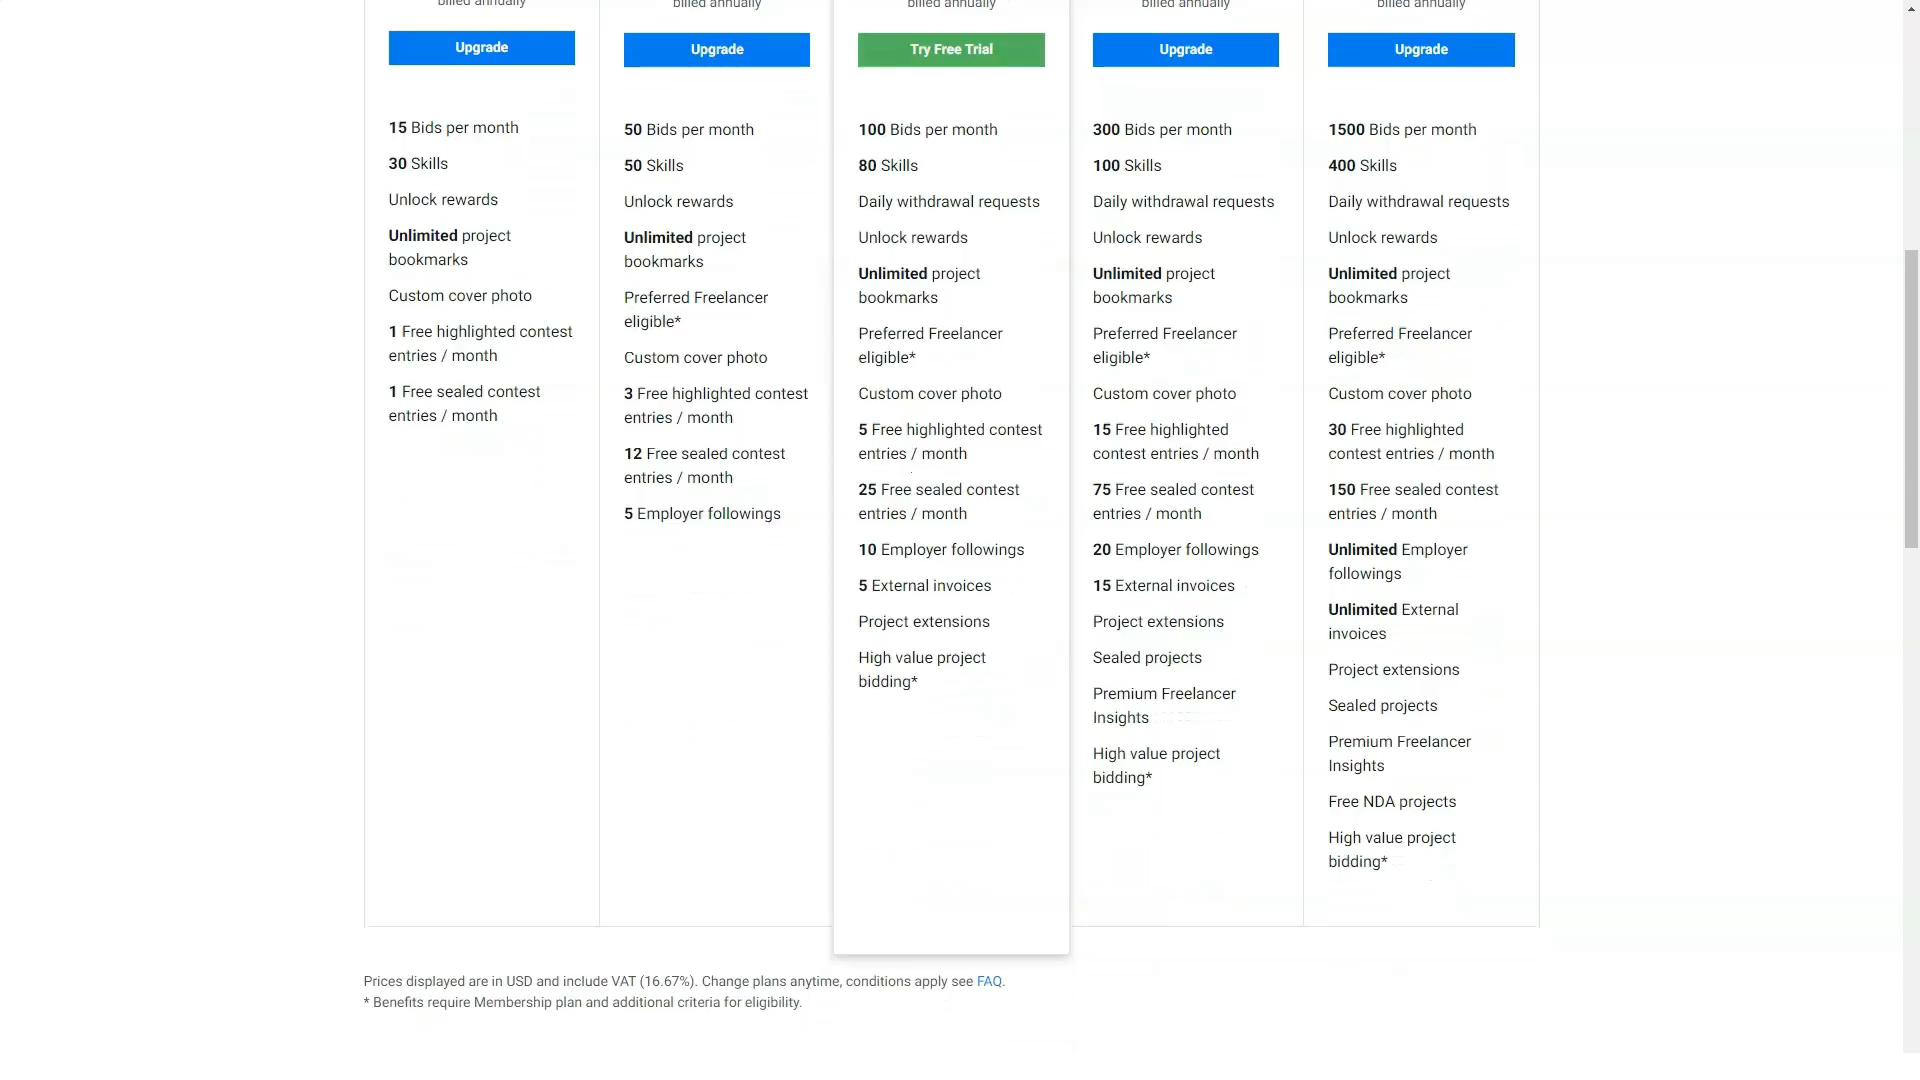 billed annually
Upgrade
15 Bids per month
30 Skills
Unlock rewards
Unlimited project
bookmarks
Custom cover photo
1 Free highlighted contest
entries / month
1 Free sealed contest
entries / month
billed annually
Upgrade
50 Bids per month
50 Skills
Unlock rewards
Unlimited project
bookmarks
Preferred Freelancer
eligible*
Custom cover photo
3 Free highlighted contest
entries / month
12 Free sealed contest
entries / month
5 Employer followings
billed annually
Try Free Trial
100 Bids per month
80 Skills
Daily withdrawal requests
Unlock rewards
Unlimited project
bookmarks
Preferred Freelancer
eligible*
Custom cover photo
5 Free highlighted contest
entries / month
25 Free sealed contest
entries / month
10 Employer followings
5 External invoices
Project extensions
High value project
bidding*
billed annually
Upgrade
300 Bids per month
100 Skills
Daily withdrawal requests
Unlock rewards
Unlimited project
bookmarks
Preferred Freelancer
eligible*
Custom cover photo
15 Free highlighted
contest entries / month
75 Free sealed contest
entries / month
20 Employer followings
15 External invoices
Project extensions
Sealed projects
Premium Freelancer
Insights
High value project
bidding*
billed annually
Upgrade
1500 Bids per month
400 Skills
Daily withdrawal requests
Unlock rewards
Unlimited project
bookmarks
Preferred Freelancer
eligible*
Custom cover photo
30 Free highlighted
contest entries / month
150 Free sealed contest
entries / month
Unlimited Employer
followings
Unlimited External
invoices
Project extensions
Sealed projects
Premium Freelancer
Insights
Free NDA projects
High value project
bidding*
Prices displayed are in USD and include VAT (16.67%). Change plans anytime, conditions apply see FAQ.
* Benefits require Membership plan and additional criteria for eligibility.